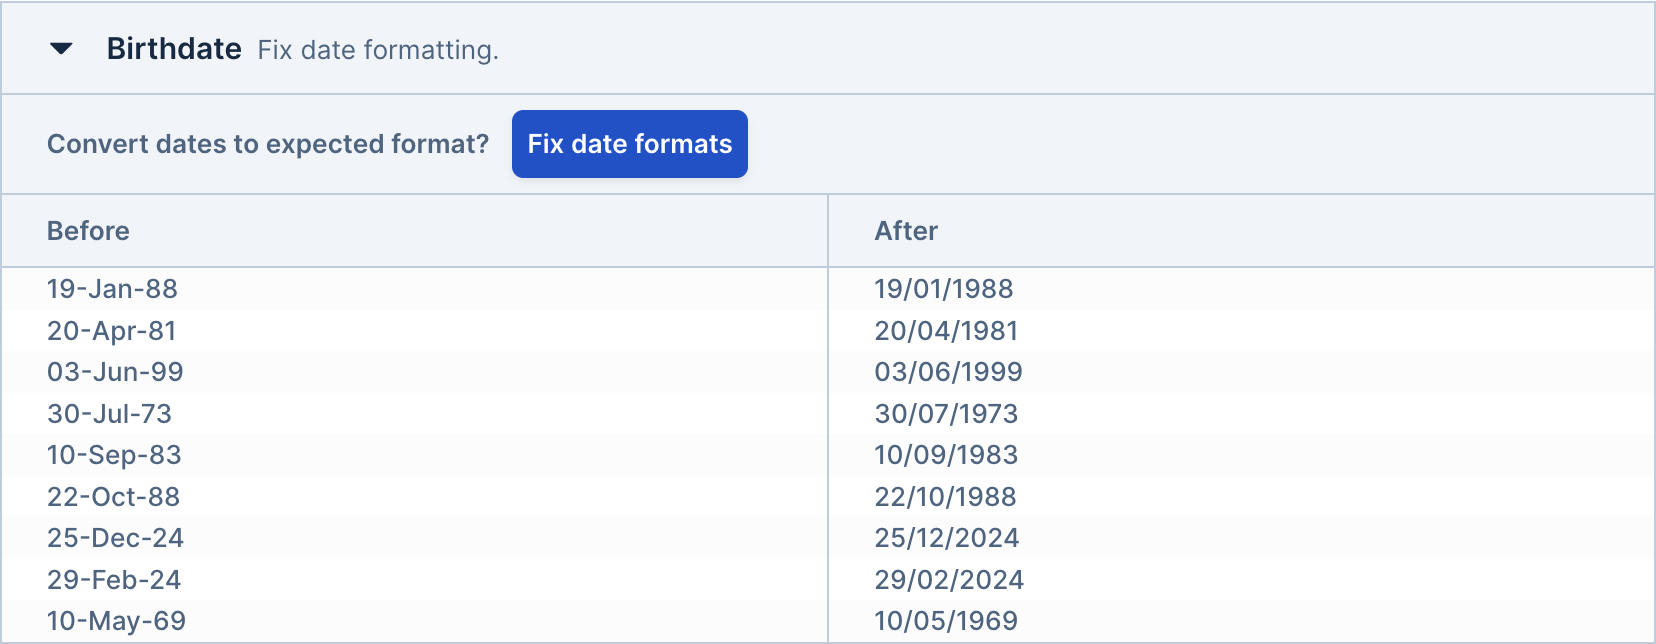 Birthdate Fix date formatting.
Convert dates to expected format? Fix date formats
Before After
19-Jan-88 19/01/1988
20-Apr-81 20/04/1981
03-Jun-99 03/06/1999
30-Jul-73 30/07/1973
10-Sep-83 10/09/1983
22-Oct-88 22/10/1988
25-Dec-24 25/12/2024
29-Feb-24 29/02/2024
10-May-69 10/05/1969